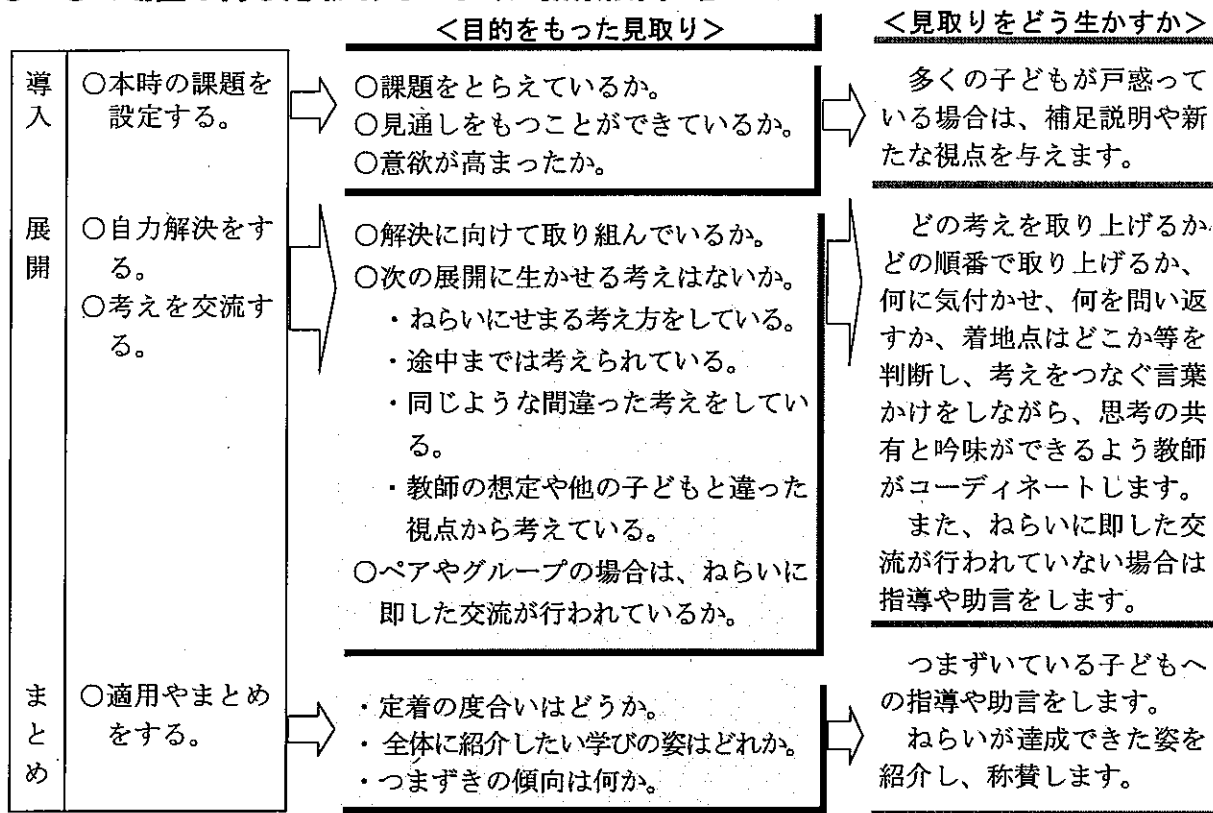 <目的をもった見取り>
<見取りをどう生かすか>
導入
○本時の課題を
設定する。
○課題をとらえているか。
○見通しをもつことができているか。
○意欲が高まったか。
多くの子どもが戸惑って
いる場合は、補足説明や新
たな視点を与えます。
展開
○自力解決をす
る。
○考えを交流す
る。
○解決に向けて取り組んでいるか。
○次の展開に生かせる考えはないか。
・ねらいにせまる考え方をしている。
・途中までは考えられている。
・同じような間違った考えをしてい
る。
・教師の想定や他の子どもと違った
視点から考えている。
○ペアやグループの場合は、ねらいに
即した交流が行われているか。
どの考えを取り上げるか、
どの順番で取り上げるか、
何に気付かせ、何を問い返
すか、着地点はどこか等を
判断し、考えをつなぐ言葉
かけをしながら、思考の共
有と吟味ができるよう教師
がコーディネートします。
また、ねらいに即した交
流が行われていない場合は
指導や助言をします。
まとめ
○適用やまとめ
をする。
・定着の度合いはどうか。
・全体に紹介したい学びの姿はどれか。
・つまずきの傾向は何か。
つまずいている子どもへ
の指導や助言をします。
ねらいが達成できた姿を
紹介し、称賛します。